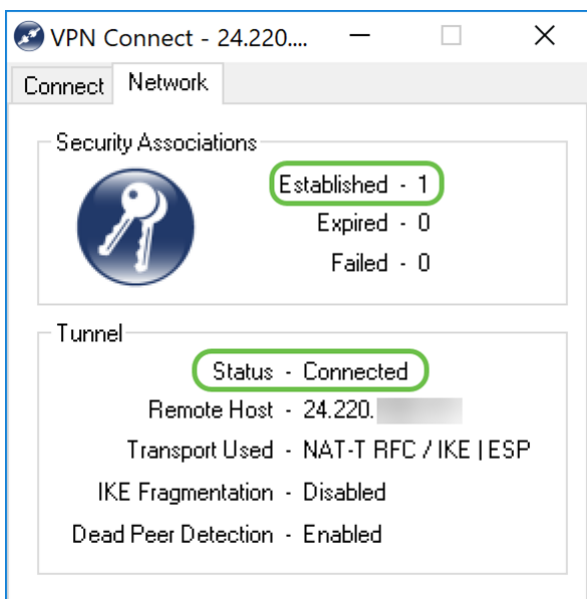 VPN Connect - 24.220....
Connect Network
Security Associations
Established - 1
Expired - 0
Failed - 0
Tunnel
Status - Connected
Remote Host - 24.220.
Transport Used - NAT-T RFC / IKE | ESP
IKE Fragmentation - Disabled
Dead Peer Detection - Enabled